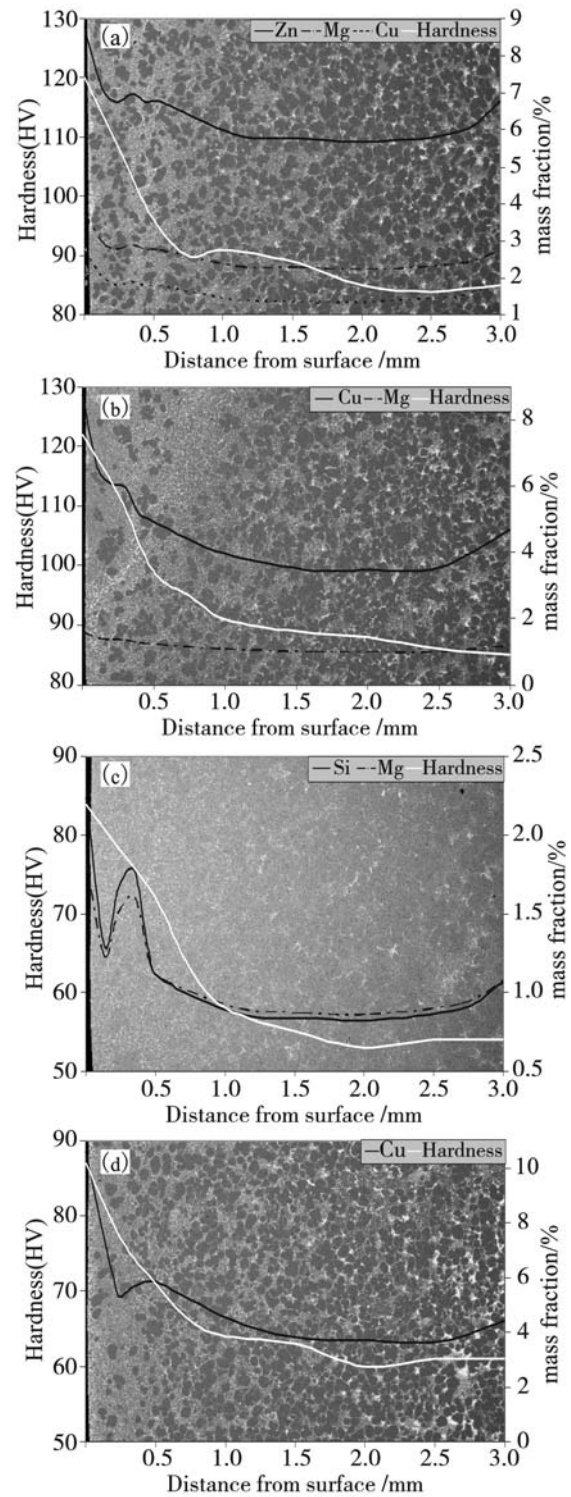 (a)
Zn Mg Cu Hardness
Hardness(HV)
130
120
110
100
90
80
9
8
7
6
5
4
3
2
1
mass fraction/%
0.5 1.0 1.5 2.0 2.5 3.0
Distance from surface /mm
(b)
Cu Mg Hardness
Hardness(HV)
130
120
110
100
90
80
8
6
4
2
0
mass fraction/%
0.5 1.0 1.5 2.0 2.5 3.0
Distance from surface /mm
(c)
Si Mg Hardness
Hardness(HV)
90
80
70
60
50
2.5
2.0
1.5
1.0
0.5
mass fraction/%
0.5 1.0 1.5 2.0 2.5 3.0
Distance from surface /mm
(d)
Cu Hardness
Hardness(HV)
90
80
70
60
50
10
8
6
4
2
0
mass fraction/%
0.5 1.0 1.5 2.0 2.5 3.0
Distance from surface /mm